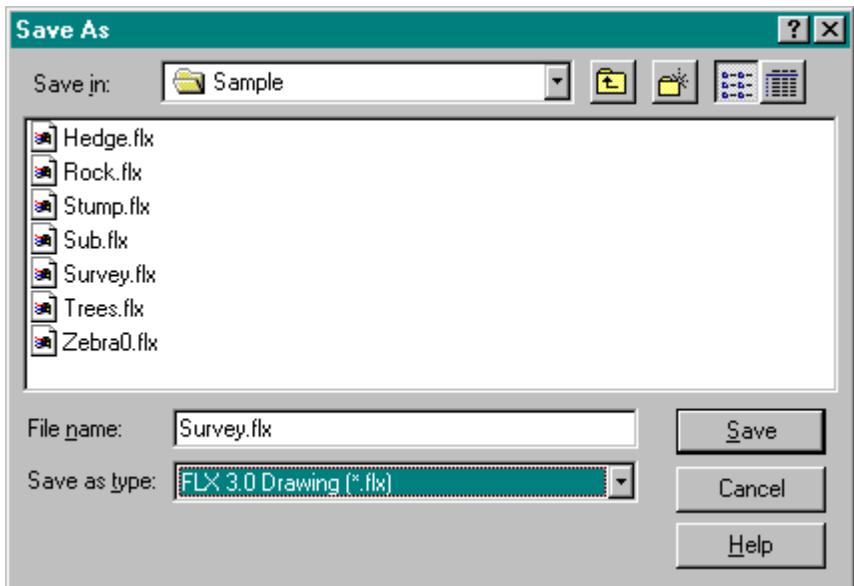 Save As
Save in: Sample
Hedge.flx
Rock.flx
Stump.flx
Sub.flx
Survey.flx
Trees.flx
Zebra0.flx
File name: Survey.flx Save
Save as type: FLX 3.0 Drawing (*.flx) Cancel
Help